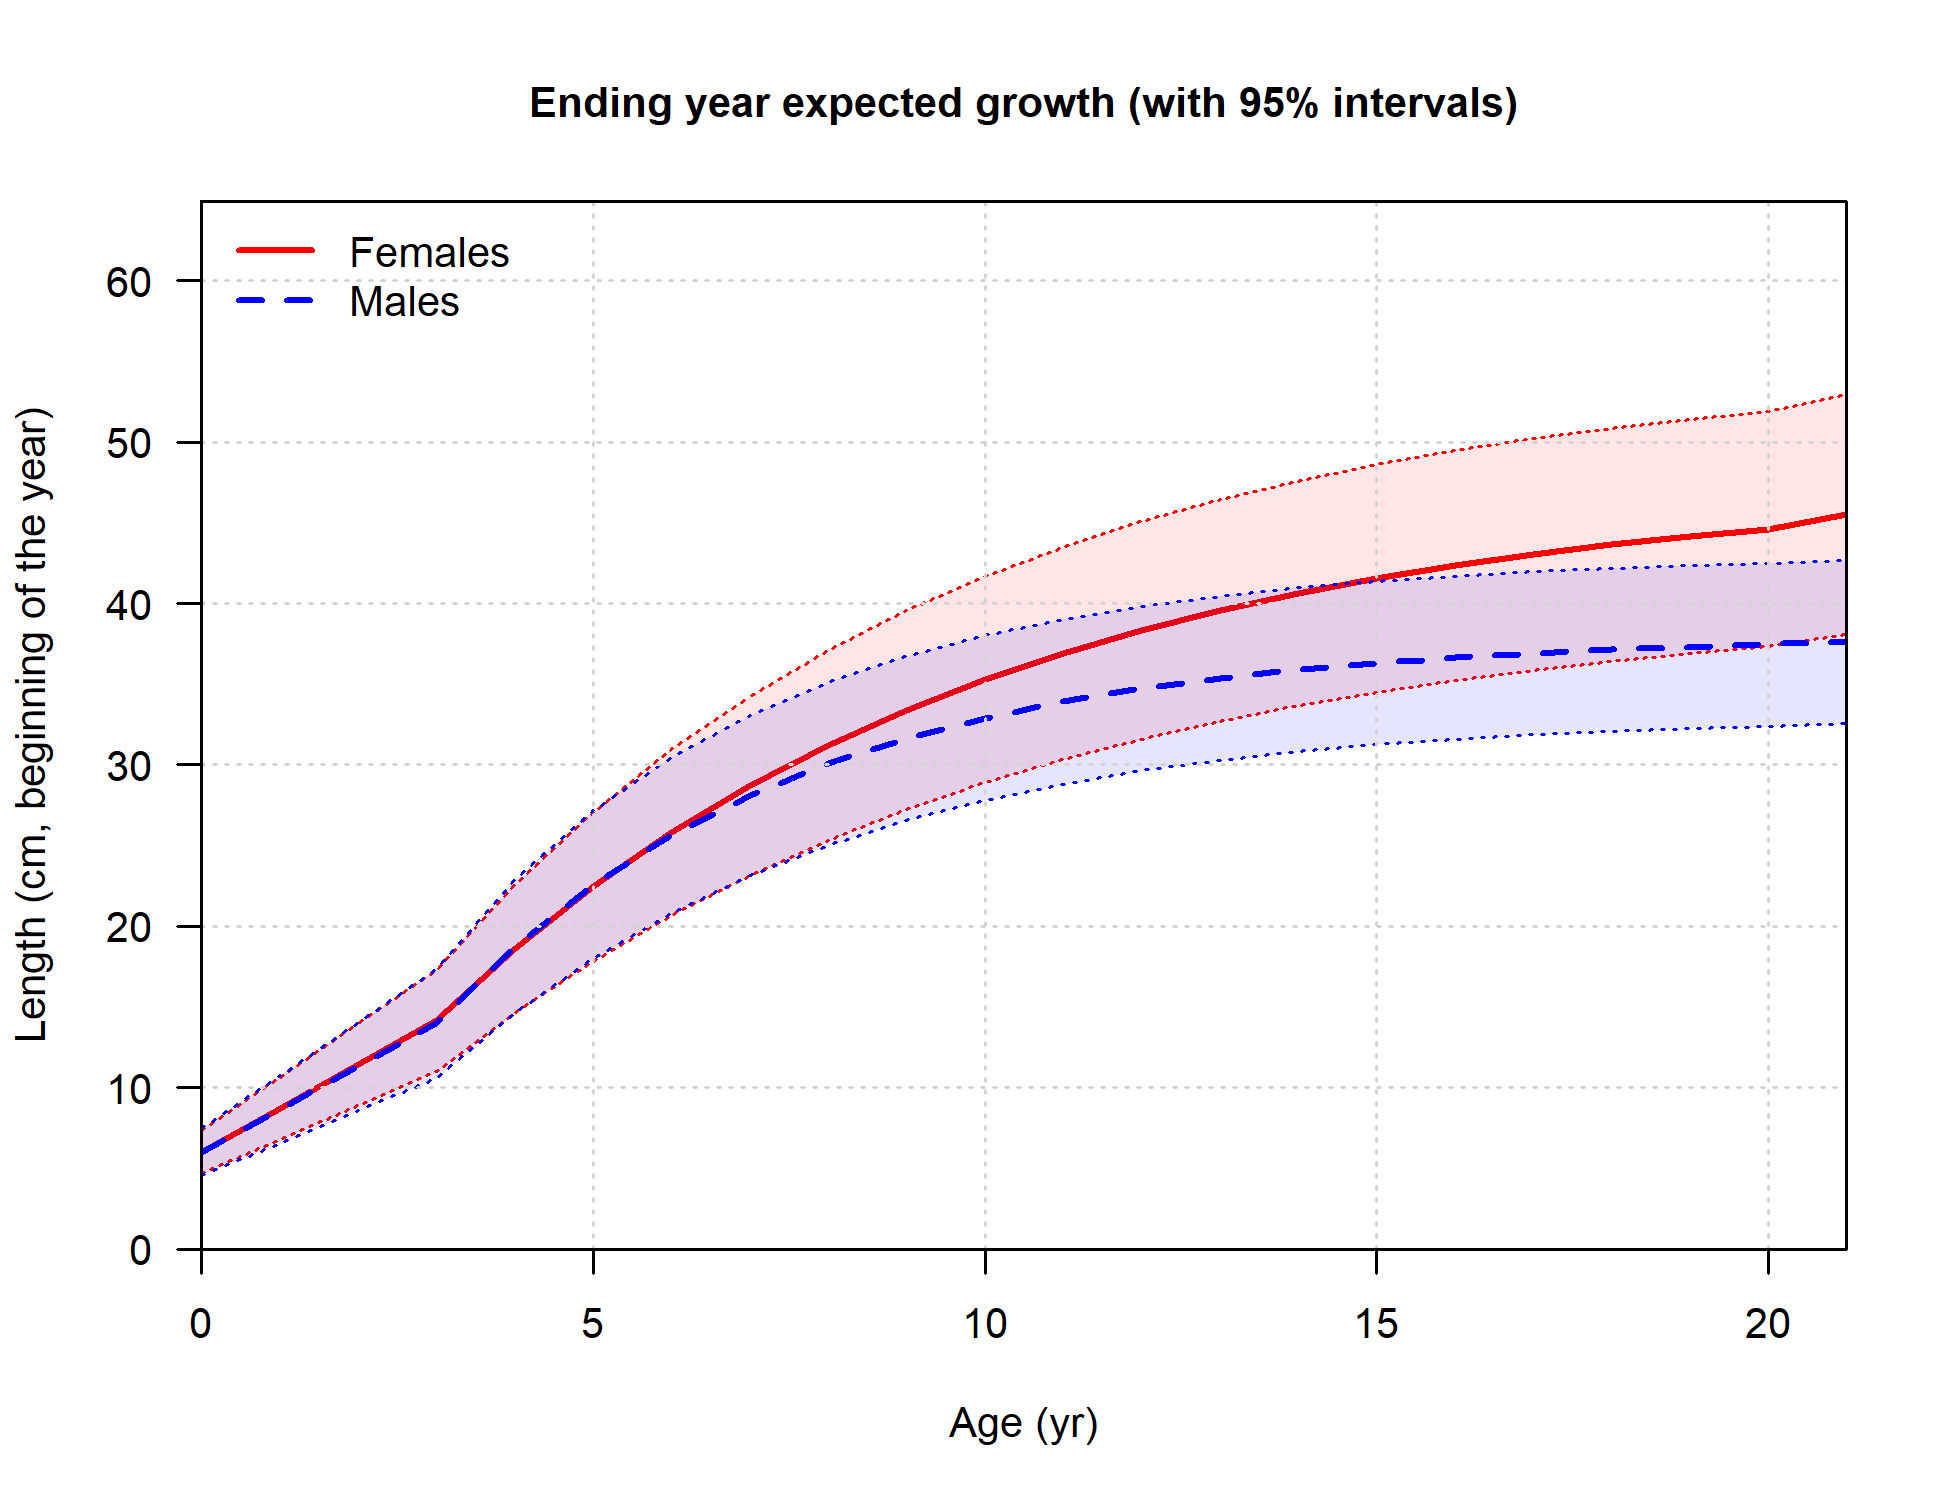 Ending year expected growth (with 95% intervals)
Females
Males
Length (cm, beginning of the year)
60
50
40
30
20
10
0
0 5 10 15 20
Age (yr)